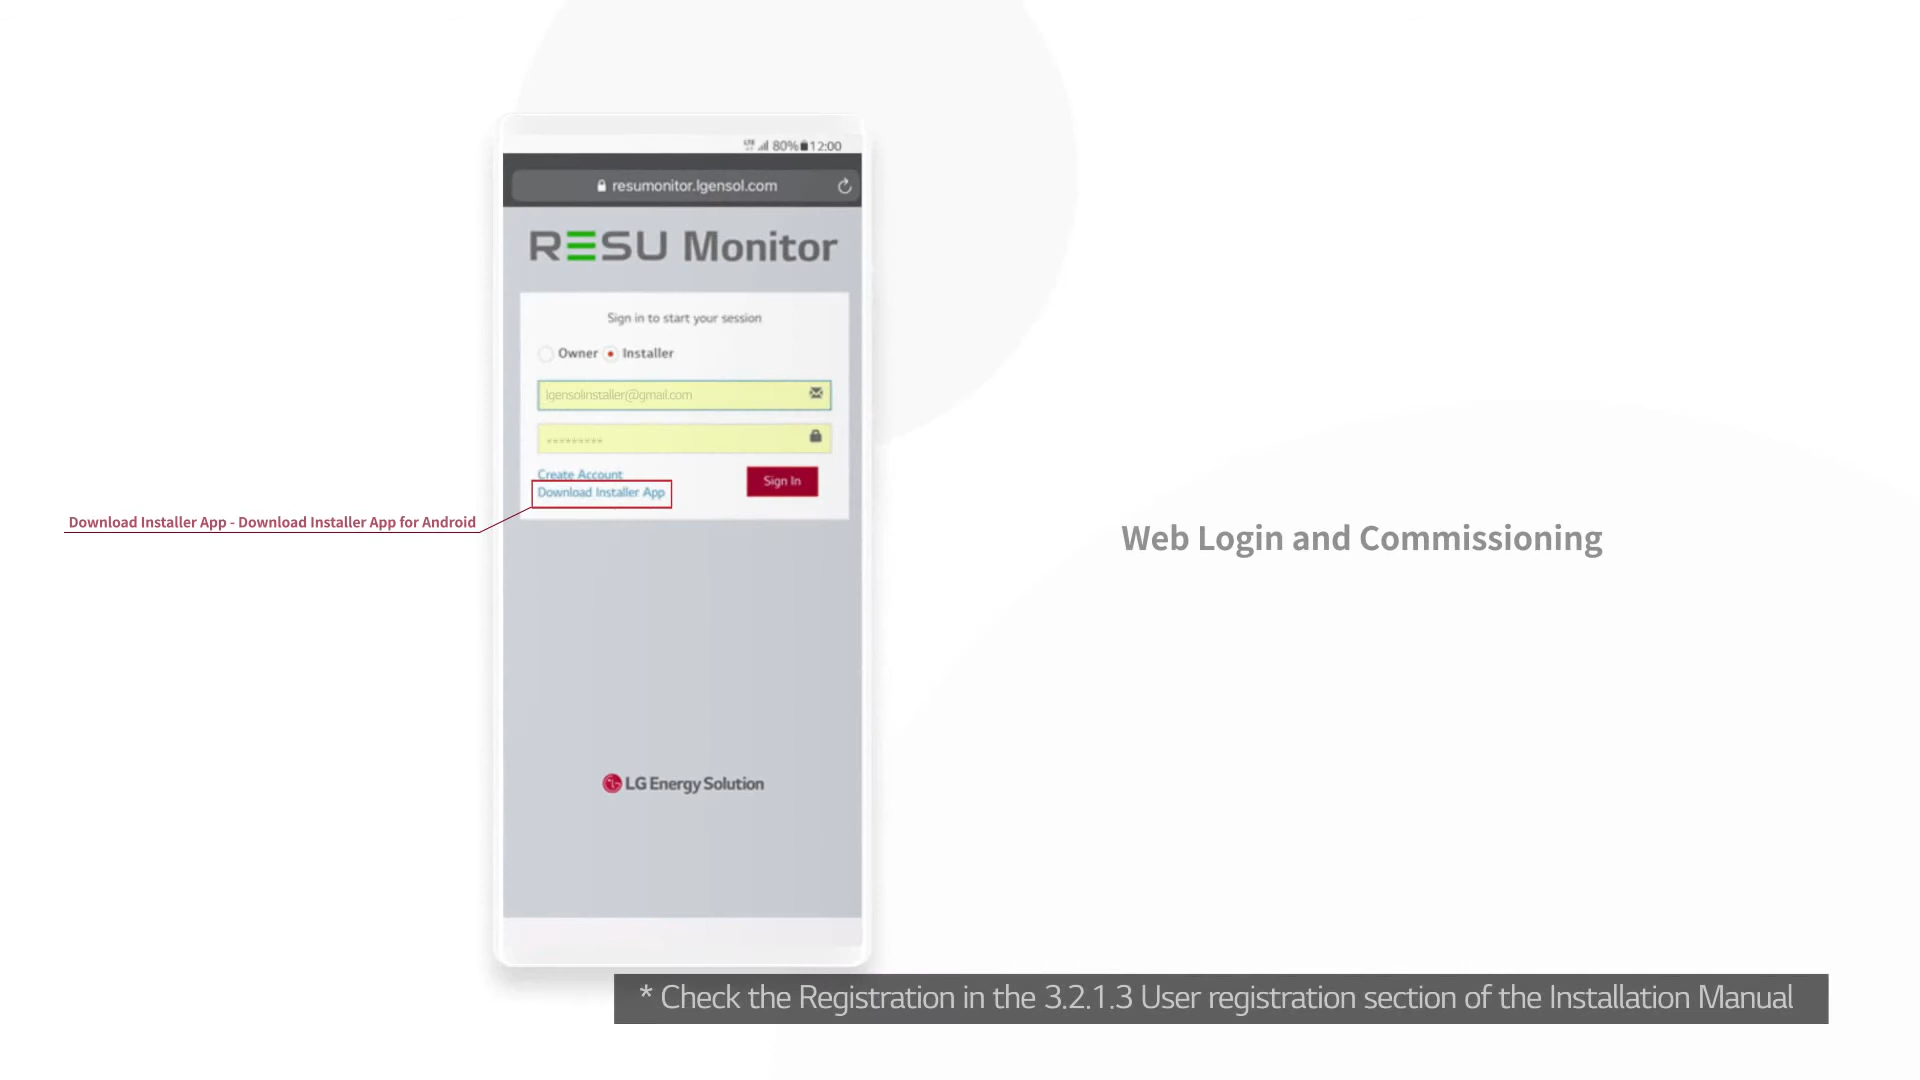 LTE 80% 12:00
resumonitor.lgensol.com
RESU Monitor
Sign in to start your session
Owner Installer
lgensolinstaller@gmail.com
*********
Create Account
Sign In
Download Installer App
Download Installer App - Download Installer App for Android
Web Login and Commissioning
LG Energy Solution
* Check the Registration in the 3.2.1.3 User registration section of the Installation Manual